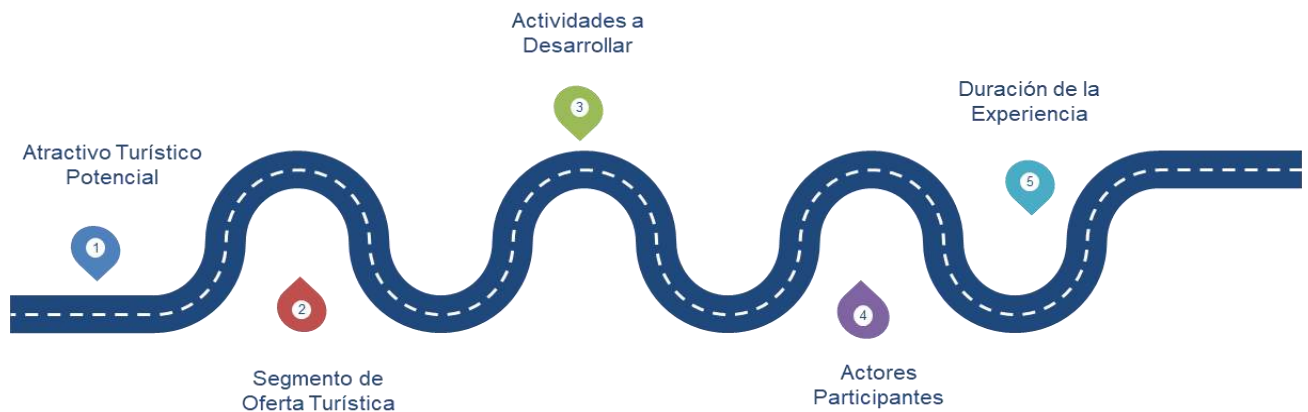 Atractivo Turístico
Potencial
1
2
Segmento de
Oferta Turística
Actividades a
Desarrollar
3
4
Actores
Participantes
Duración de la
Experiencia
5